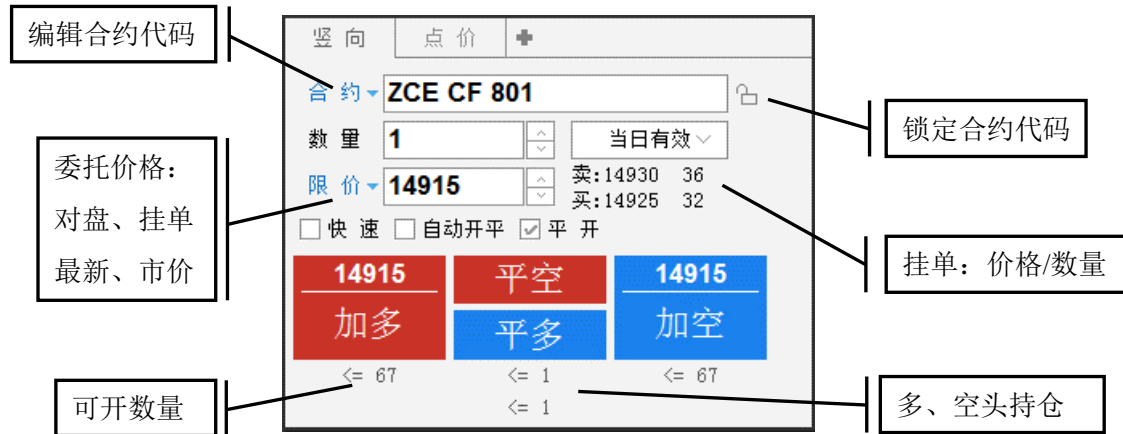 编辑合约代码
竖 向
点 价
合 约
ZCE CF 801
锁定合约代码
数 量
1
当日有效
委托价格：
对盘、挂单
最新、市价
限 价
14915
卖:14930 36
买:14925 32
快 速
自动开平
平 开
挂单：价格/数量
14915
加多
平空
平多
14915
加空
<= 67
<= 1
<= 67
<= 1
可开数量
多、空头持仓